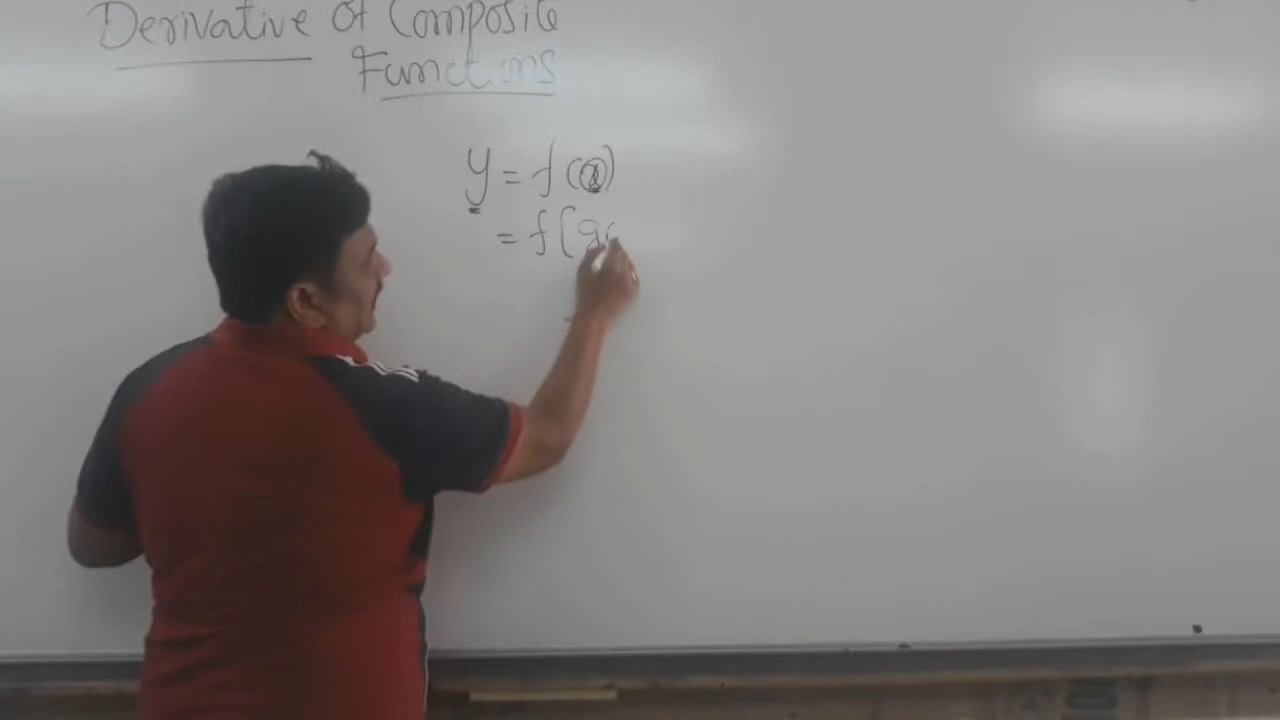 Derivative of Composite
Functions
y = f(x)
= f[g(